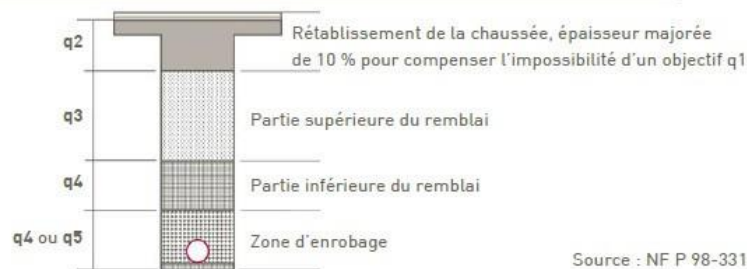 q2
Rétablissement de la chaussée, épaisseur majorée
de 10 % pour compenser l'impossibilité d'un objectif q1
q3
Partie supérieure du remblai
q4
Partie inférieure du remblai
q4 ou q5
Zone d'enrobage
Source : NF P 98-331